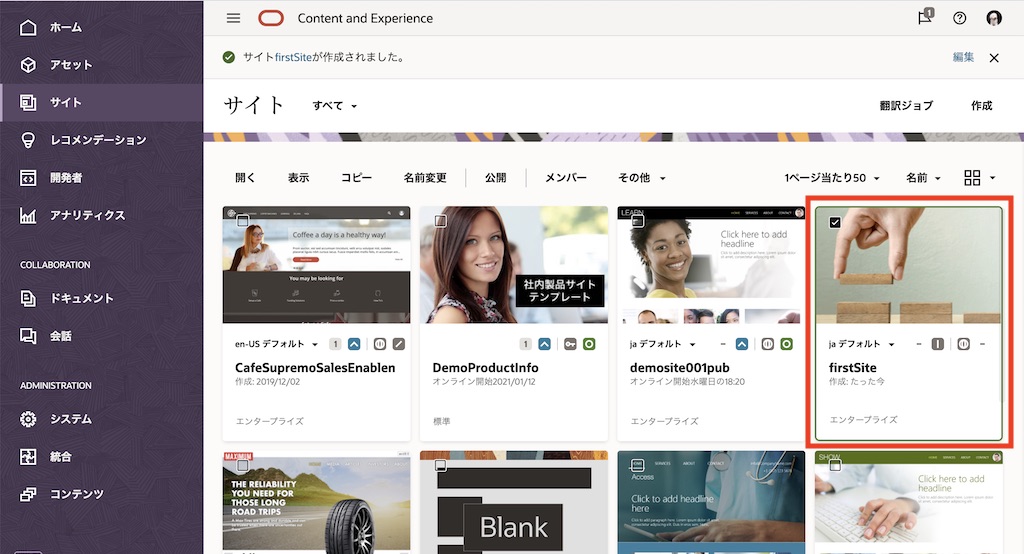 ホーム
アセット
サイト
レコメンデーション
開発者
アナリティクス
COLLABORATION
ドキュメント
会話
ADMINISTRATION
システム
統合
コンテンツ
Content and Experience
1
サイトfirstSiteが作成されました。
編集
サイト すべて
翻訳ジョブ 作成
開く 表示 コピー 名前変更 公開 メンバー その他
1ページ当たり50 名前
Coffee a day is a healthy way!
You may be looking for
en-US デフォルト 1
CafeSupremoSalesEnablen
作成: 2019/12/02
エンタープライズ
社内製品サイト
テンプレート
1
DemoProductInfo
オンライン開始2021/01/12
標準
LEARN
HOME SERVICES ABOUT CONTACT
Click here to add
headline
ja デフォルト –
demosite001pub
オンライン開始水曜日の18:20
エンタープライズ
ja デフォルト – –
firstSite
作成: たった今
エンタープライズ
MAXIMUM
THE RELIABILITY
YOU NEED FOR
THOSE LONG
ROAD TRIPS
Blank
HOME SERVICES ABOUT CONTACT
Access
Click to add headline
here
SHOW
HOME SERVICES ABOUT CONTACT
Click here to add
headline